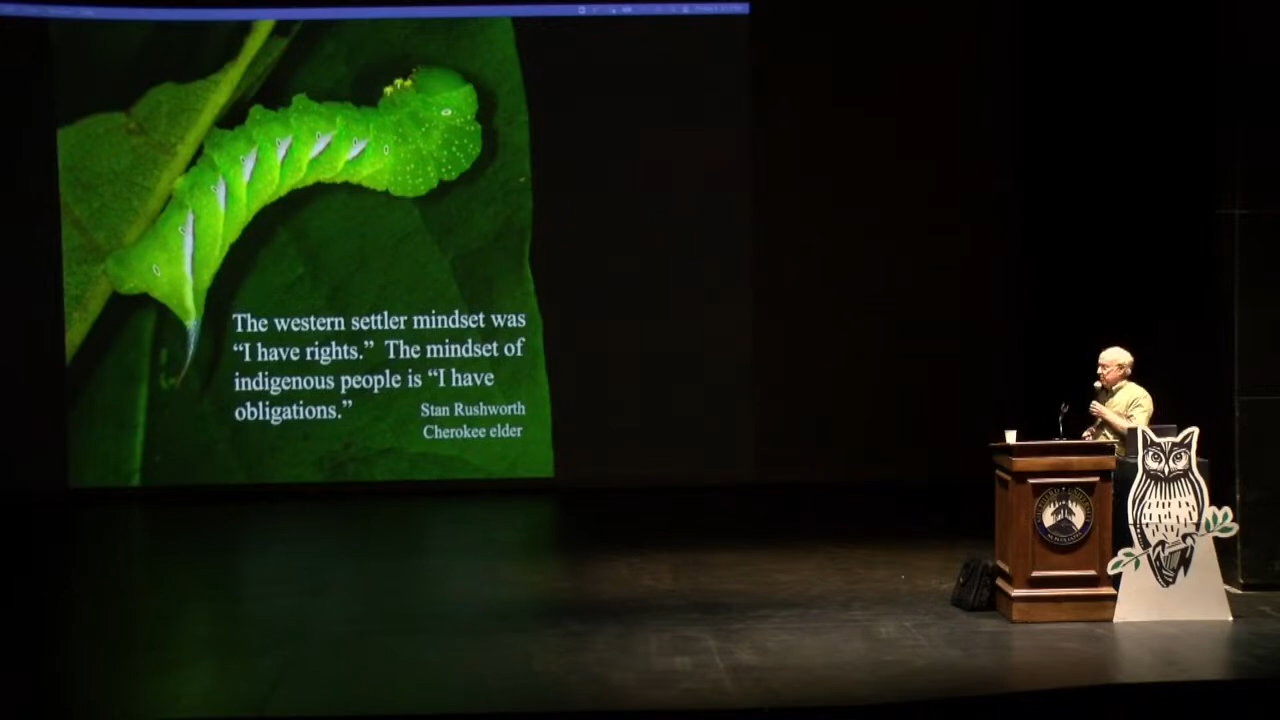 The western settler mindset was
“I have rights.” The mindset of
indigenous people is “I have
obligations.”
Stan Rushworth
Cherokee elder